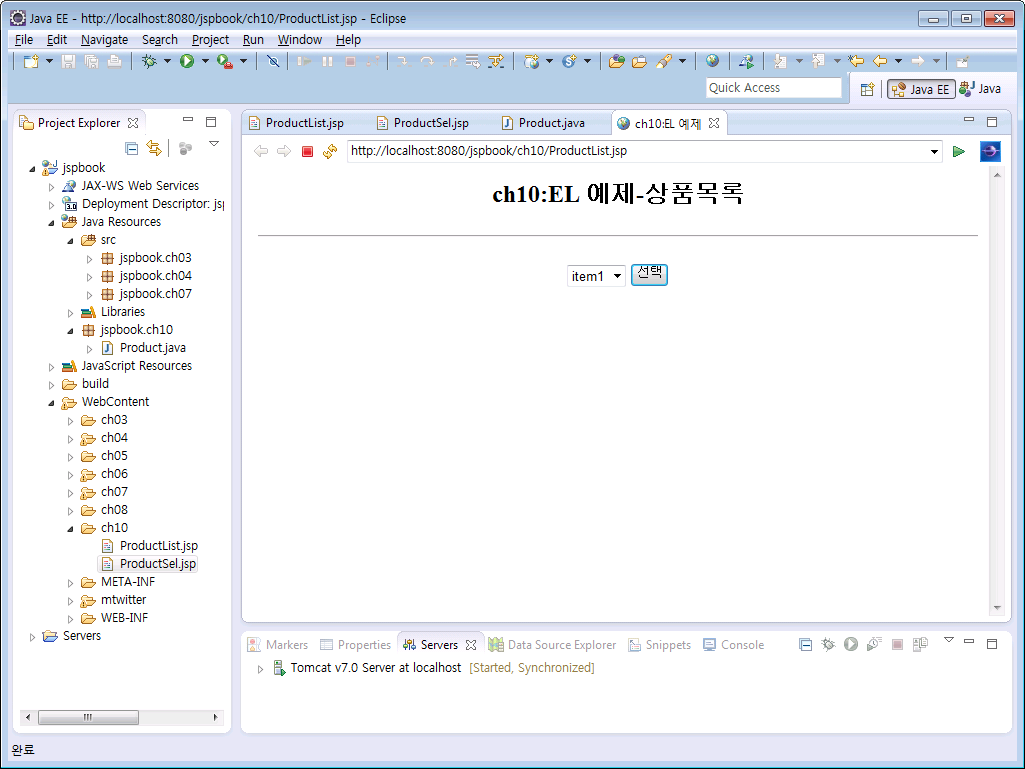 Java EE - http://localhost:8080/jspbook/ch10/ProductList.jsp - Eclipse
File Edit Navigate Search Project Run Window Help
Quick Access
Java EE
Java
Project Explorer
jspbook
JAX-WS Web Services
3.0
Deployment Descriptor: jsp
Java Resources
src
jspbook.ch03
jspbook.ch04
jspbook.ch07
Libraries
jspbook.ch10
Product.java
JavaScript Resources
build
WebContent
ch03
ch04
ch05
ch06
ch07
ch08
ch10
ProductList.jsp
ProductSel.jsp
META-INF
mtwitter
WEB-INF
Servers
ProductList.jsp ProductSel.jsp Product.java ch10:EL 예제
http://localhost:8080/jspbook/ch10/ProductList.jsp
ch10:EL 예제-상품목록
item1 선택
Markers Properties Servers Data Source Explorer Snippets Console
Tomcat v7.0 Server at localhost [Started, Synchronized]
완료